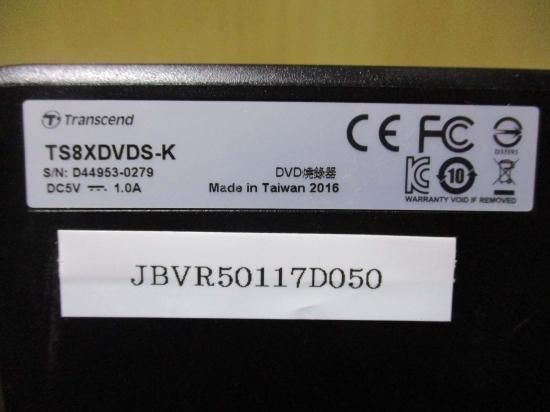 Transcend
TS8XDVDS-K
S/N: D44953-0279
DC5V ⎓ 1.0A
DVD燒錄器
Made in Taiwan 2016
CE FC
10
WARRANTY VOID IF REMOVED
JBVR50117D050